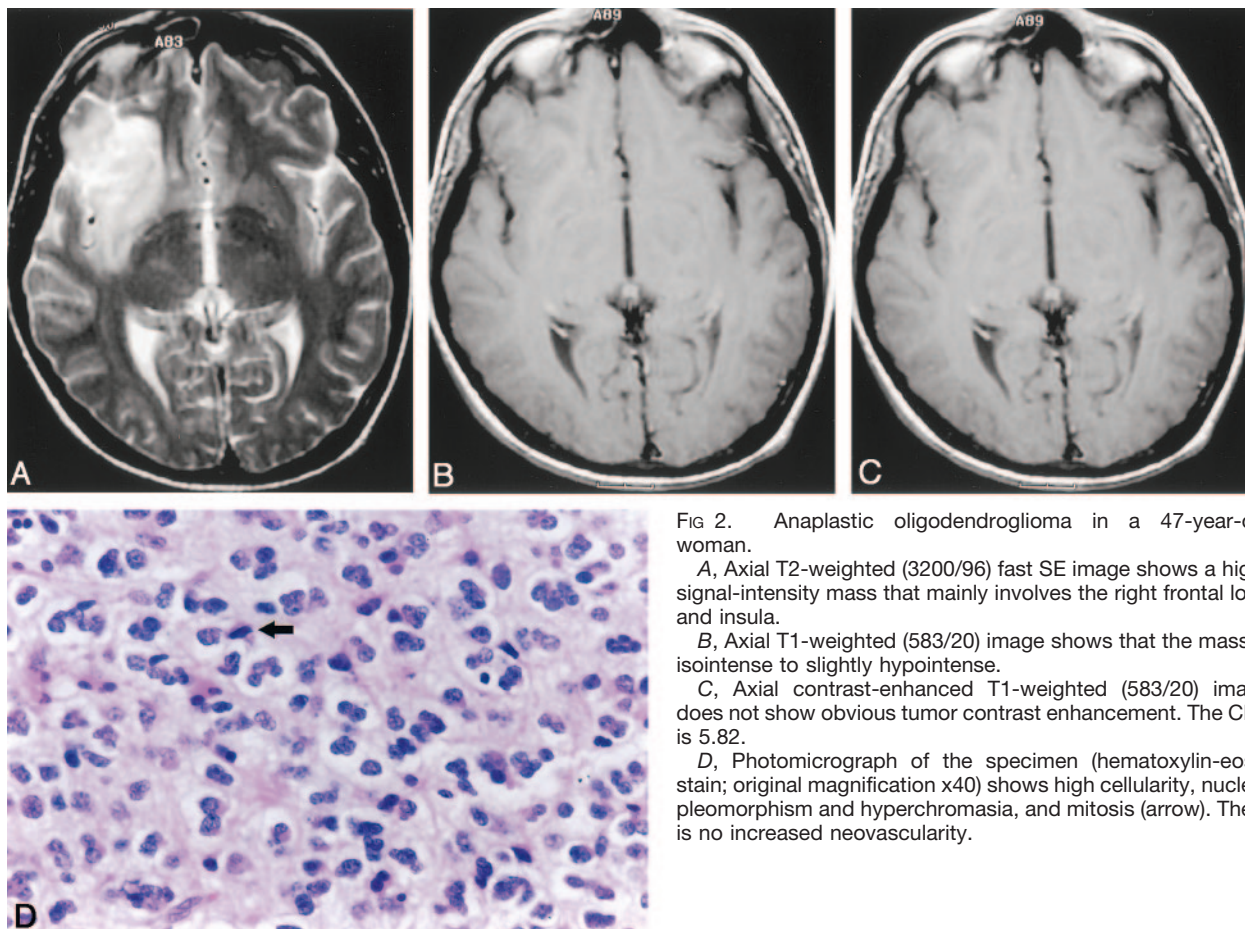 A83
A89
A89
A
B
C
D
FIG 2. Anaplastic oligodendroglioma in a 47-year-
woman.
A, Axial T2-weighted (3200/96) fast SE image shows a hig
signal-intensity mass that mainly involves the right frontal lo
and insula.
B, Axial T1-weighted (583/20) image shows that the mass
isointense to slightly hypointense.
C, Axial contrast-enhanced T1-weighted (583/20) ima
does not show obvious tumor contrast enhancement. The
is 5.82.
D, Photomicrograph of the specimen (hematoxylin-eos
stain; original magnification x40) shows high cellularity, nucle
pleomorphism and hyperchromasia, and mitosis (arrow). The
is no increased neovascularity.